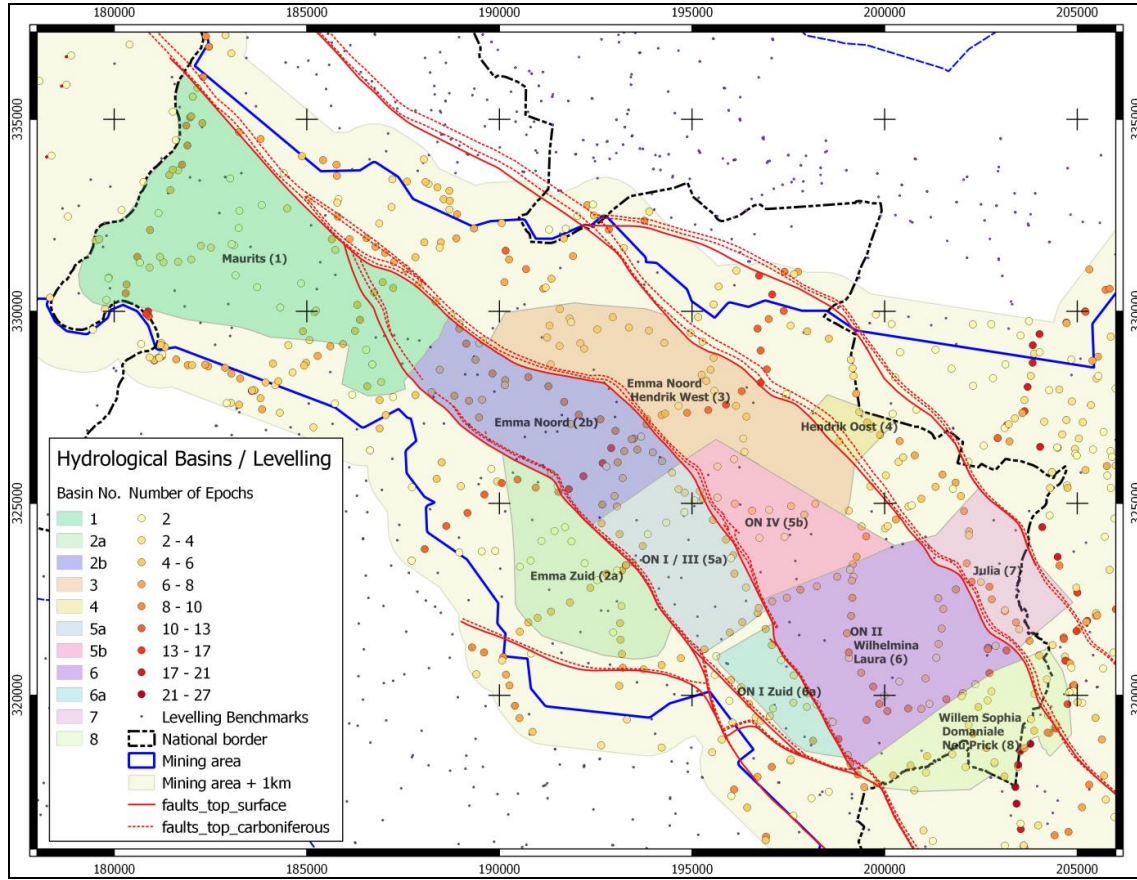 180000 185000 190000 195000 200000 205000
335000 335000
Maurits (1)
330000 330000
Emma Noord
Hendrik West (3)
Emma Noord (2b)
Hendrik Oost (4)
325000 325000
ON IV (5b)
ON I / III (5a)
Emma Zuid (2a)
Julia (7)
ON II
Wilhelmina
Laura (6)
320000 320000
ON I Zuid (6a)
Willem Sophia
Domaniale
Neu Prick (8)
Hydrological Basins / Levelling
Basin No. Number of Epochs
1 2
2a 2 - 4
2b 4 - 6
3 6 - 8
4 8 - 10
5a 10 - 13
5b 13 - 17
6 17 - 21
6a 21 - 27
7 Levelling Benchmarks
8 National border
Mining area
Mining area + 1km
faults_top_surface
faults_top_carboniferous
180000 185000 190000 195000 200000 205000